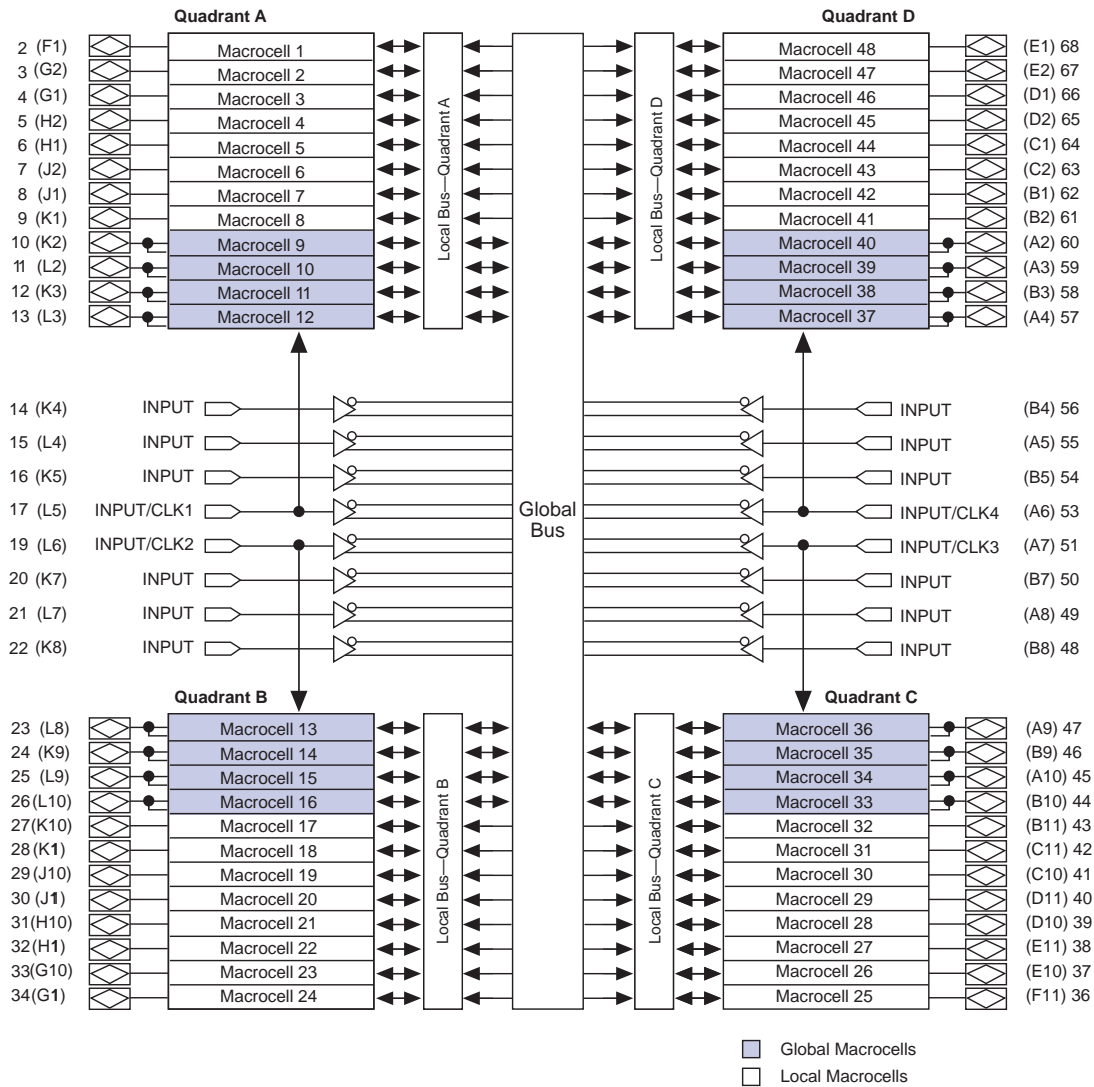 Quadrant A Quadrant D
2 (F1) Macrocell 1 Macrocell 48 (E1) 68
3 (G2) Macrocell 2 Macrocell 47 (E2) 67
4 (G1) Macrocell 3 Macrocell 46 (D1) 66
5 (H2) Macrocell 4 Macrocell 45 (D2) 65
6 (H1) Macrocell 5 Macrocell 44 (C1) 64
7 (J2) Macrocell 6 Macrocell 43 (C2) 63
8 (J1) Macrocell 7 Macrocell 42 (B1) 62
9 (K1) Macrocell 8 Macrocell 41 (B2) 61
10 (K2) Macrocell 9 Macrocell 40 (A2) 60
11 (L2) Macrocell 10 Macrocell 39 (A3) 59
12 (K3) Macrocell 11 Macrocell 38 (B3) 58
13 (L3) Macrocell 12 Macrocell 37 (A4) 57
Local Bus—Quadrant A
Local Bus—Quadrant D
14 (K4) INPUT INPUT (B4) 56
15 (L4) INPUT INPUT (A5) 55
16 (K5) INPUT INPUT (B5) 54
17 (L5) INPUT/CLK1 INPUT/CLK4 (A6) 53
19 (L6) INPUT/CLK2 INPUT/CLK3 (A7) 51
20 (K7) INPUT INPUT (B7) 50
21 (L7) INPUT INPUT (A8) 49
22 (K8) INPUT INPUT (B8) 48
Global
Bus
Quadrant B Quadrant C
23 (L8) Macrocell 13 Macrocell 36 (A9) 47
24 (K9) Macrocell 14 Macrocell 35 (B9) 46
25 (L9) Macrocell 15 Macrocell 34 (A10) 45
26 (L10) Macrocell 16 Macrocell 33 (B10) 44
27(K10) Macrocell 17 Macrocell 32 (B11) 43
28 (K1) Macrocell 18 Macrocell 31 (C11) 42
29 (J10) Macrocell 19 Macrocell 30 (C10) 41
30 (J1) Macrocell 20 Macrocell 29 (D11) 40
31(H10) Macrocell 21 Macrocell 28 (D10) 39
32(H1) Macrocell 22 Macrocell 27 (E11) 38
33(G10) Macrocell 23 Macrocell 26 (E10) 37
34(G1) Macrocell 24 Macrocell 25 (F11) 36
Local Bus—Quadrant B
Local Bus—Quadrant C
Global Macrocells
Local Macrocells